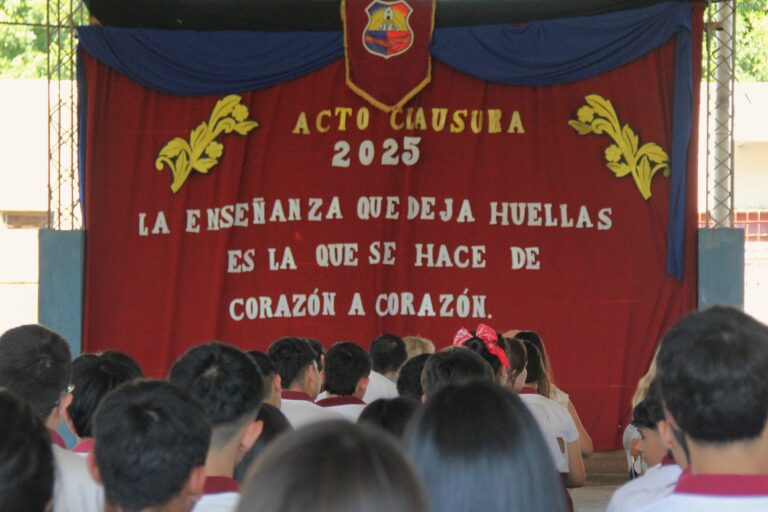 ACTO CLAUSURA
2025
LA ENSEÑANZA QUE DEJA HUELLAS
ES LA QUE SE HACE DE
CORAZÓN A CORAZÓN.